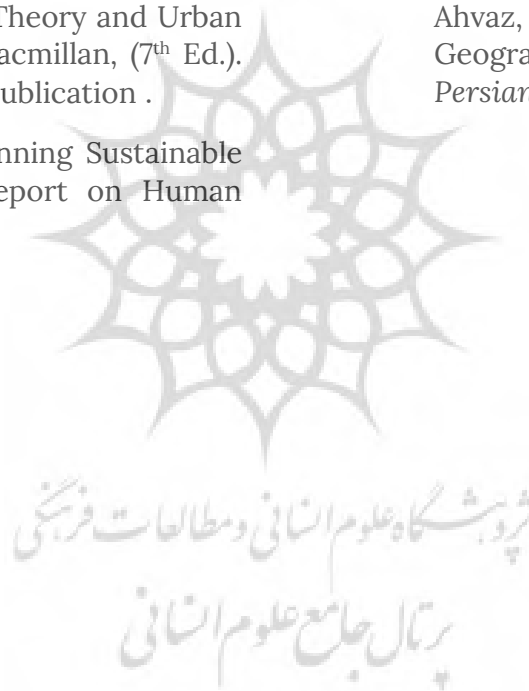 Theory and Urban
acmillan, (7th Ed.).
ublication .
nning Sustainable
eport on Human
Ahvaz,
Geogra
Persian
پژوهشگاه علوم انسانی و مطالعات فرهنگی
پرتال جامع علوم انسانی